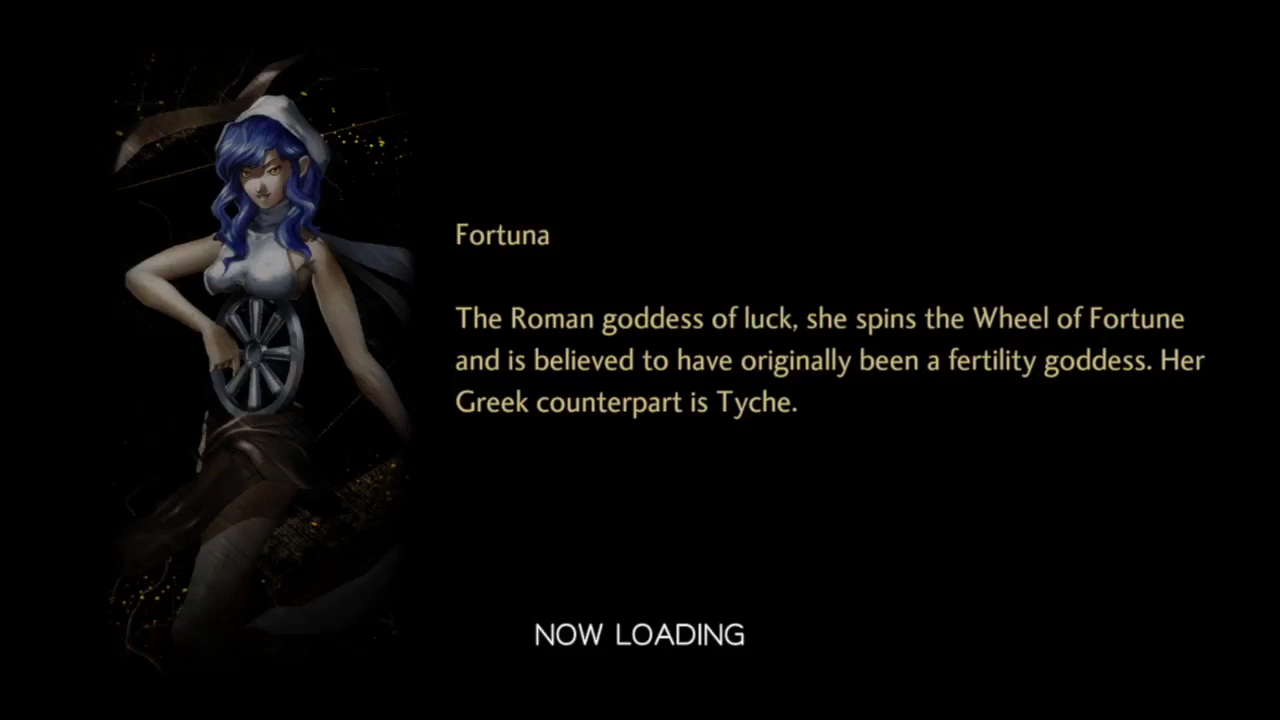 Fortuna
The Roman goddess of luck, she spins the Wheel of Fortune
and is believed to have originally been a fertility goddess. Her
Greek counterpart is Tyche.
NOW LOADING